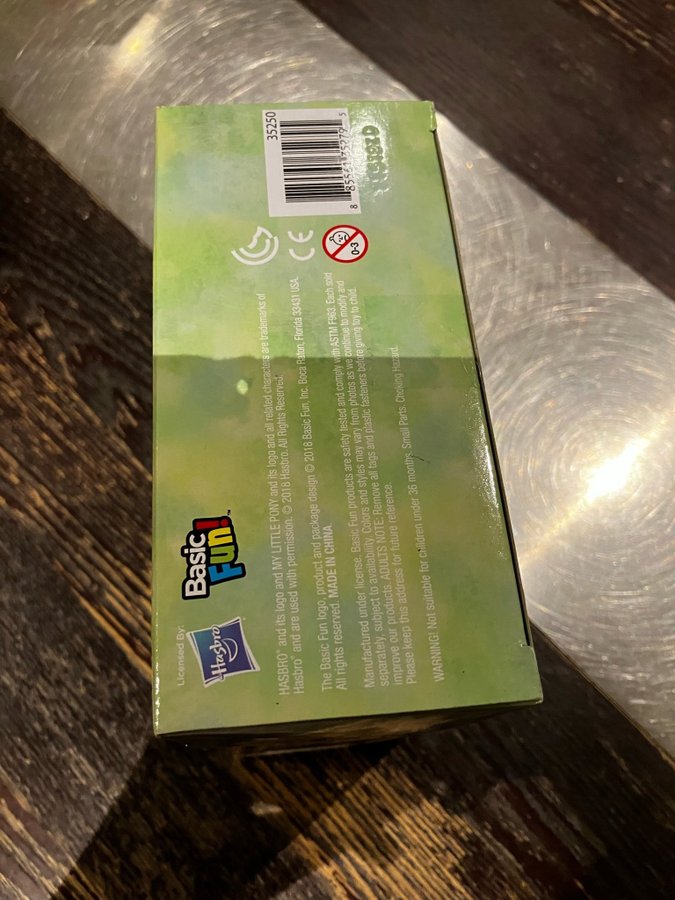 Licensed By:
Hasbro
Basic
Fun!™
HASBRO® and its logo and MY LITTLE PONY and its logo and all related characters are trademarks of
Hasbro® and are used with permission. © 2018 Hasbro. All Rights Reserved.
The Basic Fun logo, product and package design © 2018 Basic Fun, Inc. Boca Raton, Florida 33431 USA.
All rights reserved. MADE IN CHINA.
Manufactured under license. Basic Fun products are safety tested and comply with ASTM F963. Each sold
separately, subject to availability. Colors and styles may vary from photos as we continue to modify and
improve our products. ADULTS NOTE: Remove all tags and plastic fasteners before giving toy to child.
Please keep this address for future reference.
WARNING! Not suitable for children under 36 months. Small Parts. Choking Hazard.
CE
0-3
35250
8
5